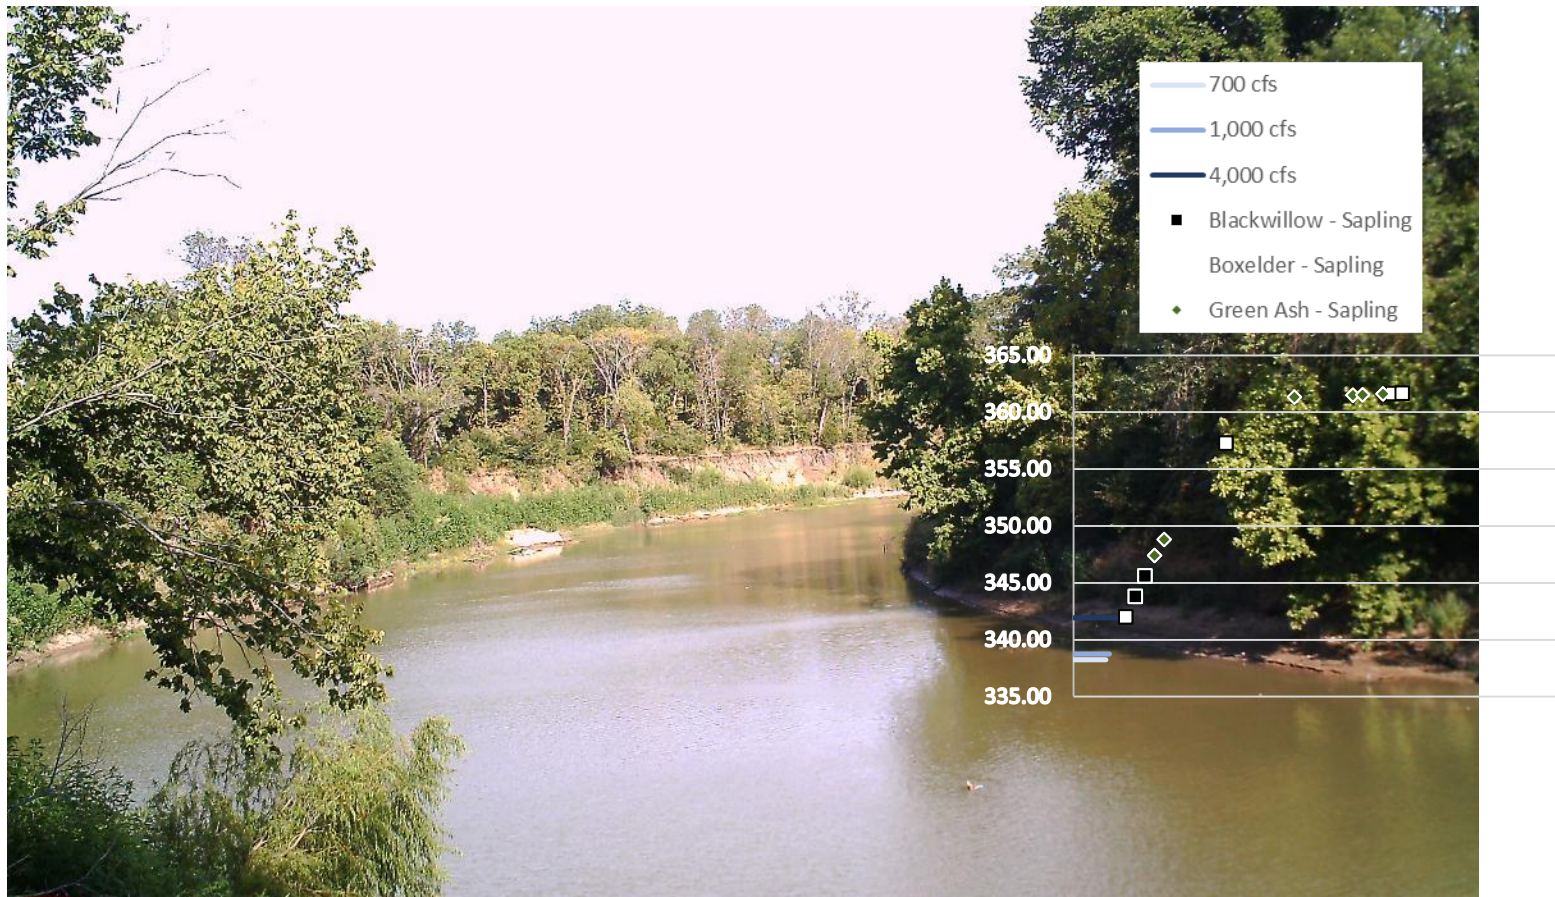 700 cfs
1,000 cfs
4,000 cfs
Blackwillow - Sapling
Boxelder - Sapling
Green Ash - Sapling
365.00
360.00
355.00
350.00
345.00
340.00
335.00